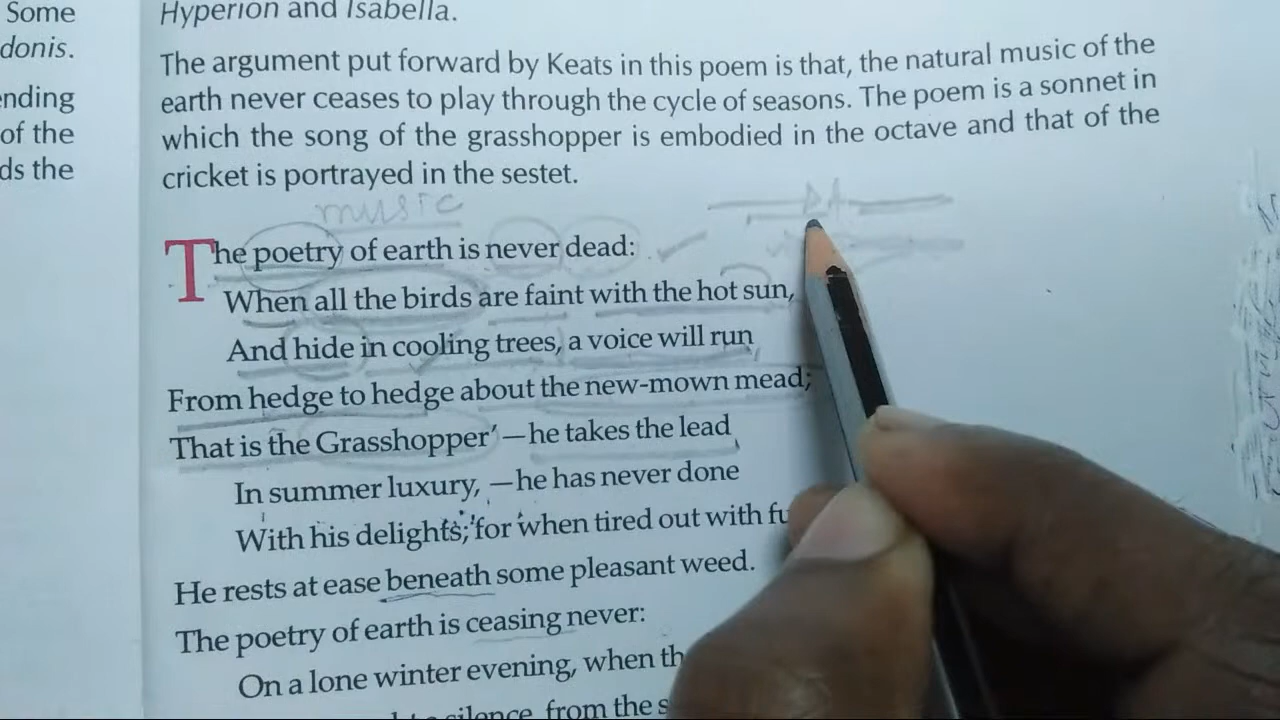 Some
donis.
ending
of the
ds the
Hyperion and Isabella.
The argument put forward by Keats in this poem is that, the natural music of the
earth never ceases to play through the cycle of seasons. The poem is a sonnet in
which the song of the grasshopper is embodied in the octave and that of the
cricket is portrayed in the sestet.
music
The poetry of earth is never dead:
When all the birds are faint with the hot sun,
And hide in cooling trees, a voice will run
From hedge to hedge about the new-mown mead;
That is the Grasshopper’—he takes the lead
In summer luxury, —he has never done
With his delights; for when tired out with fu
He rests at ease beneath some pleasant weed.
The poetry of earth is ceasing never:
On a lone winter evening, when th
silence, from the s